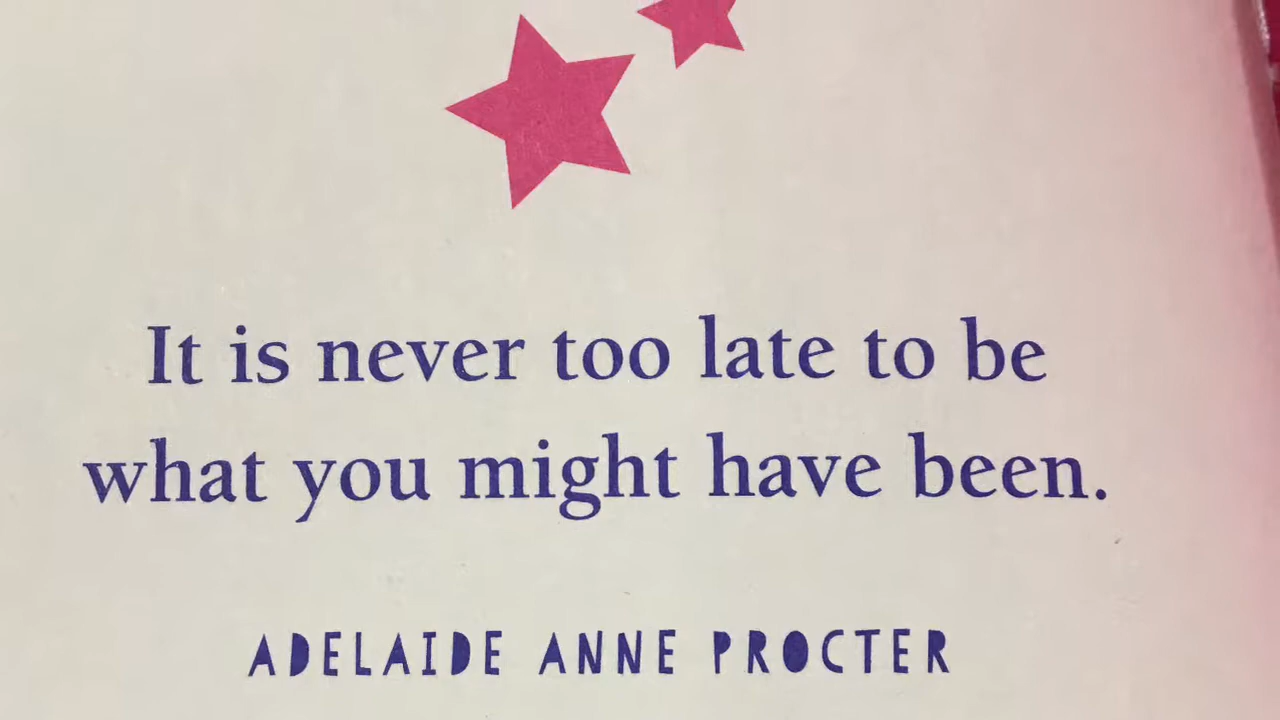 It is never too late to be
what you might have been.
ADELAIDE ANNE PROCTER